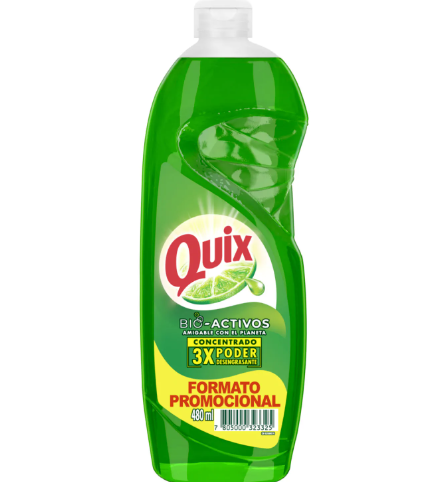 Quix
BIO-ACTIVOS
AMIGABLE CON EL PLANETA
CONCENTRADO
3X PODER
DESENGRASANTE
FORMATO
PROMOCIONAL
480 ml
7 805000 323325